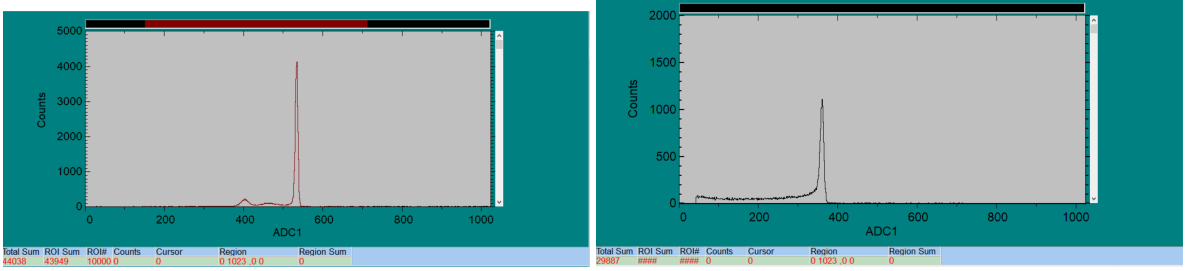 5000
4000
3000
2000
1000
0
Counts
0 200 400 600 800 1000
ADC1
Total Sum ROI Sum ROI# Counts Cursor Region Region Sum
44038 43949 10000 0 0 0 1023 ,0 0 0
2000
1500
1000
500
0
Counts
0 200 400 600 800 1000
ADC1
Total Sum ROI Sum ROI# Counts Cursor Region Region Sum
29887 #### #### 0 0 0 1023 ,0 0 0